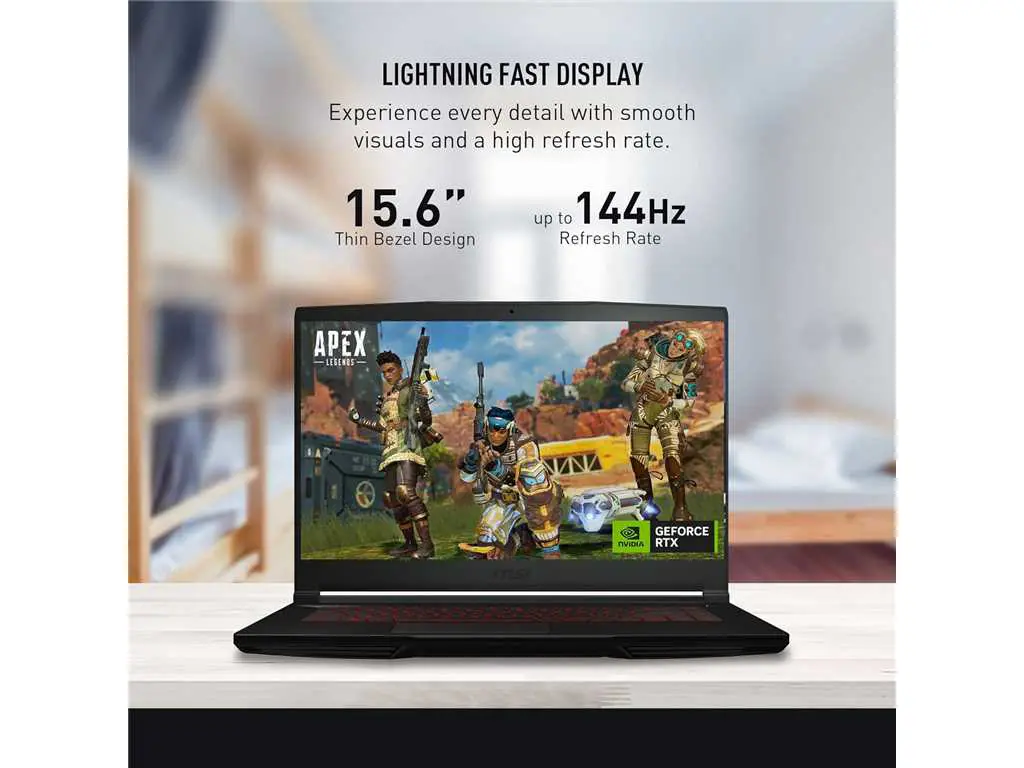 LIGHTNING FAST DISPLAY
Experience every detail with smooth
visuals and a high refresh rate.
15.6”
Thin Bezel Design
up to 144Hz
Refresh Rate
APEX
LEGENDS
NVIDIA
GEFORCE
RTX
msi